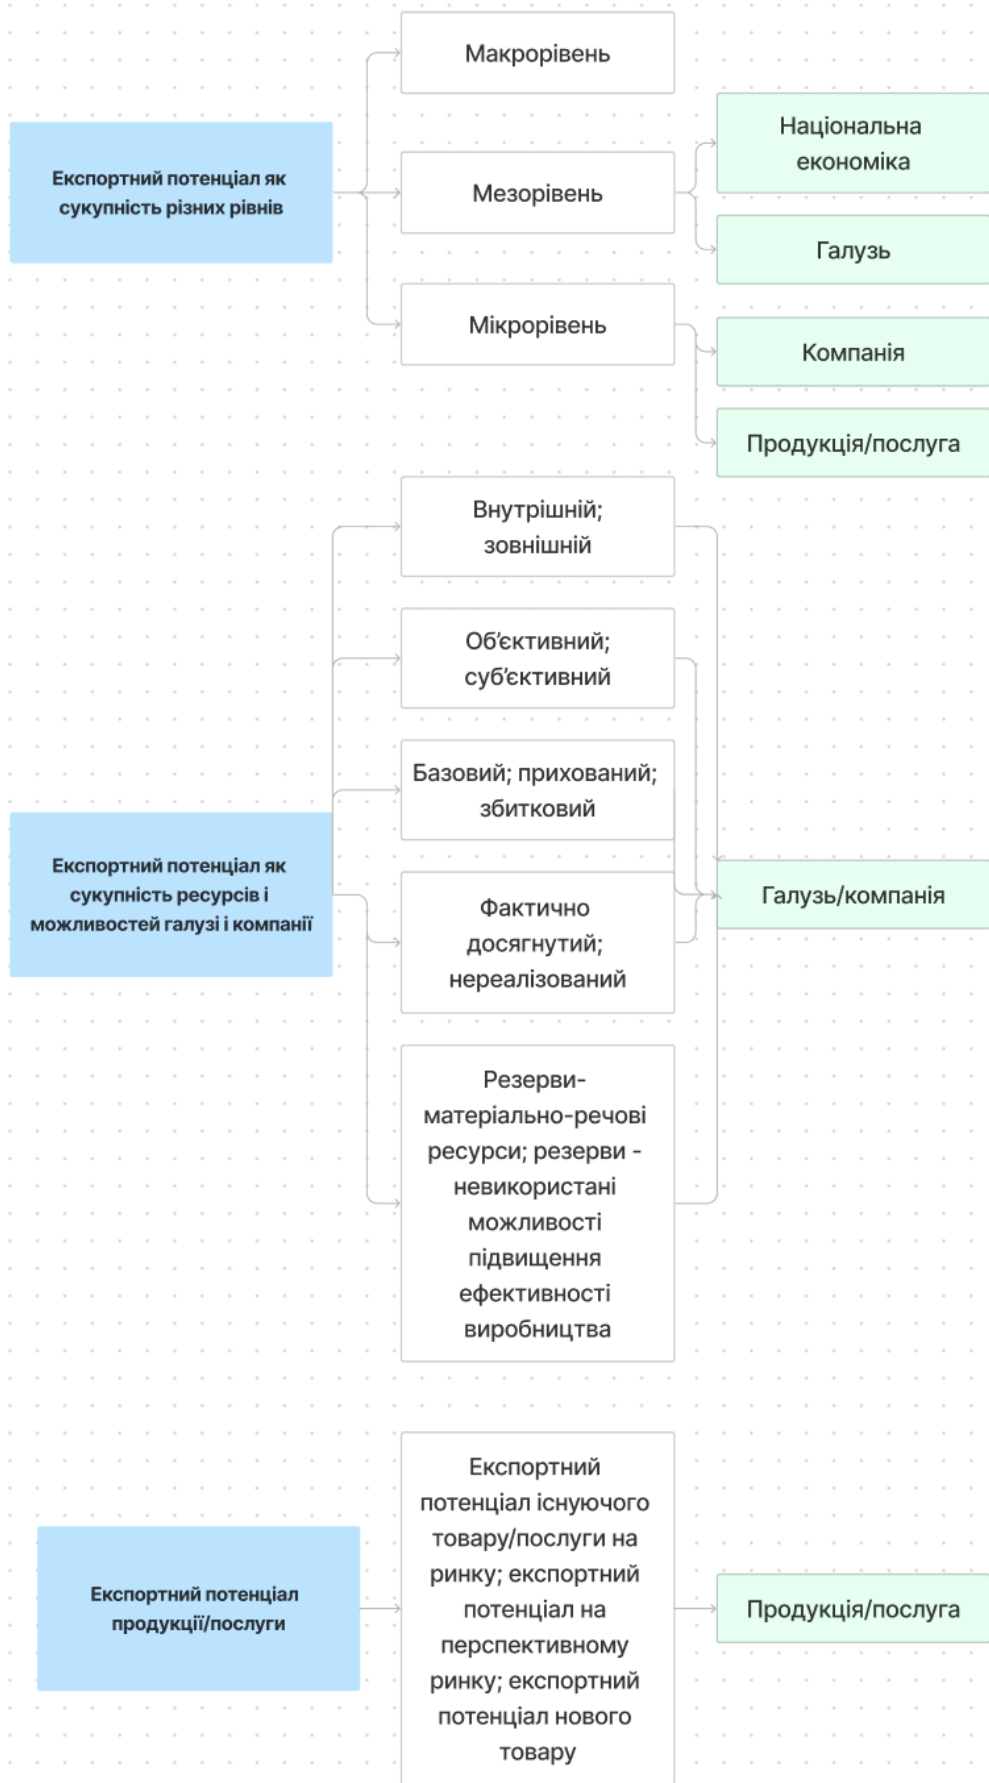 Макрорівень
Національна
економіка
Експортний потенціал як
сукупність різних рівнів
Мезорівень
Галузь
Мікрорівень
Компанія
Продукція/послуга
Внутрішній;
зовнішній
Об'єктивний;
суб'єктивний
Базовий; прихований;
збитковий
Експортний потенціал як
сукупність ресурсів і
можливостей галузі і компанії
Галузь/компанія
Фактично
досягнутий;
нереалізований
Резерви-
матеріально-речові
ресурси; резерви -
невикористані
можливості
підвищення
ефективності
виробництва
Експортний потенціал
продукції/послуги
Експортний
потенціал існуючого
товару/послуги на
ринку; експортний
потенціал на
перспективному
ринку; експортний
потенціал нового
товару
Продукція/послуга